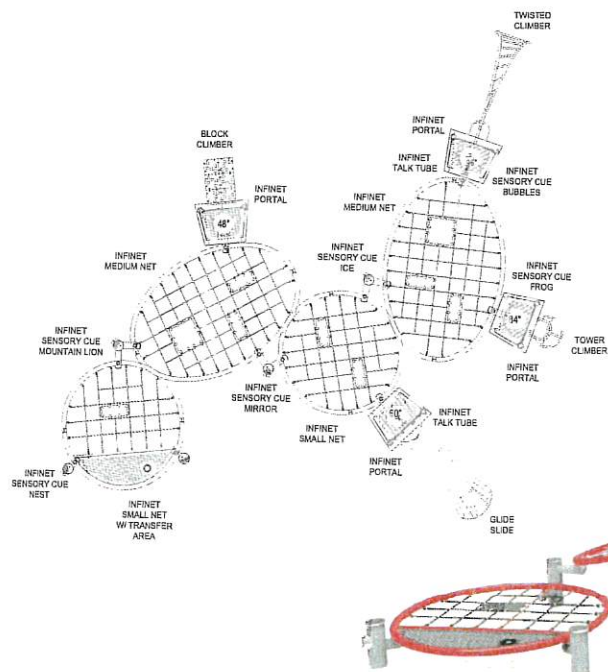 TWISTED
CLIMBER
INFINET
PORTAL
INFINET
TALK TUBE
INFINET
SENSORY CUE
BUBBLES
BLOCK
CLIMBER
INFINET
PORTAL
48"
INFINET
MEDIUM NET
INFINET
SENSORY CUE
ICE
INFINET
SENSORY CUE
FROG
INFINET
MEDIUM NET
TOWER
CLIMBER
INFINET
PORTAL
INFINET
SENSORY CUE
MOUNTAIN LION
INFINET
SENSORY CUE
MIRROR
INFINET
SMALL NET
INFINET
TALK TUBE
INFINET
PORTAL
INFINET
SENSORY CUE
NEST
INFINET
SMALL NET
W/ TRANSFER
AREA
GLIDE
SLIDE